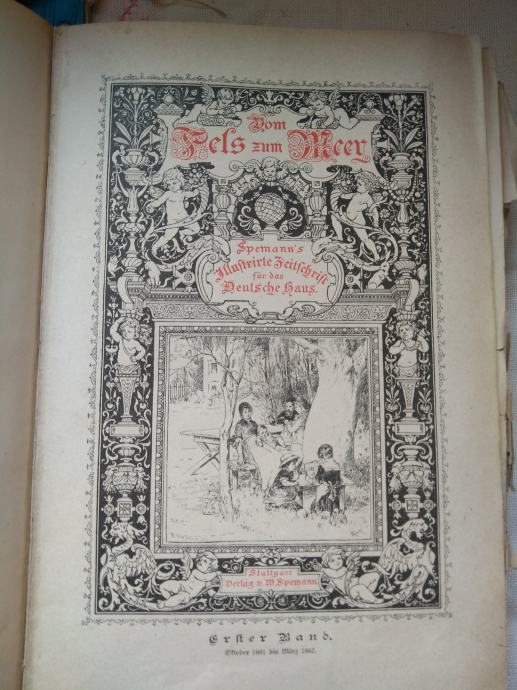 Vom
Fels zum Meer
Spemann's
Illustrirte Zeitschrift
für das
Deutsche Haus.
Stuttgart
Verlag v. W. Spemann.
Erster Band.
Oktober 1881 bis März 1882.